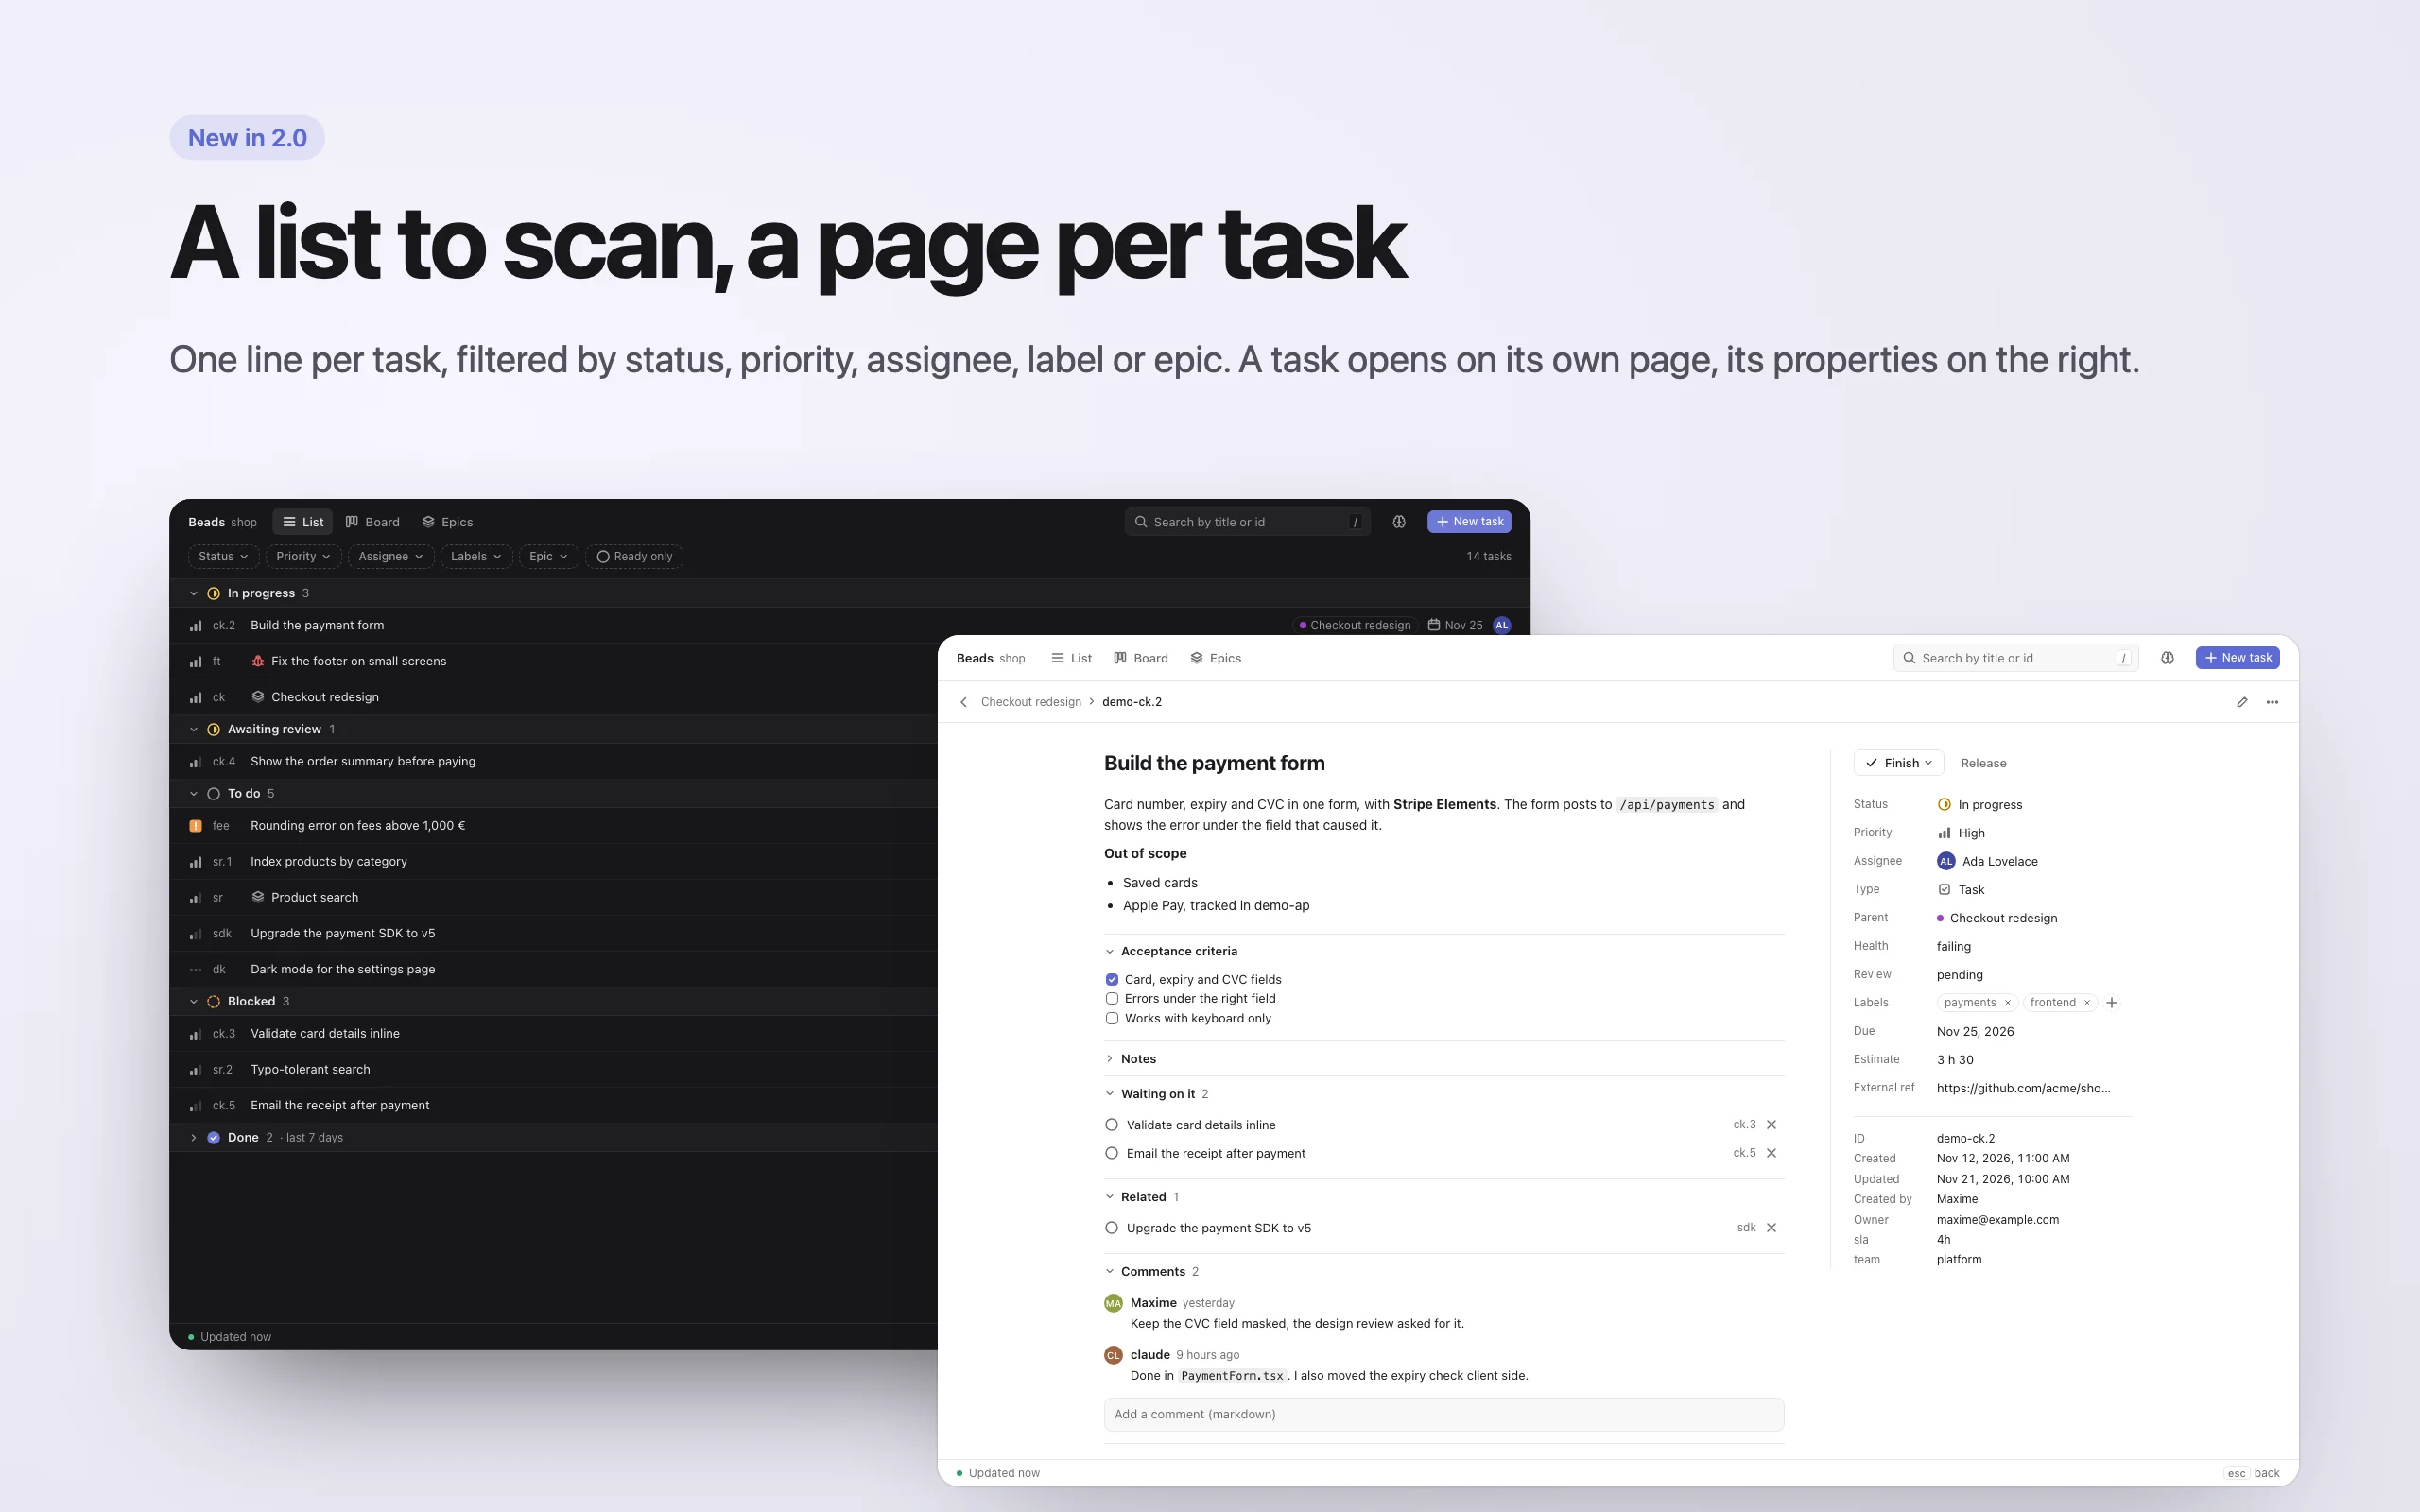 New in 2.0
A list to scan, a page per task
One line per task, filtered by status, priority, assignee, label or epic. A task opens on its own page, its properties on the right.
Beads shop List Board Epics Search by title or id / New task
Status Priority Assignee Labels Epic Ready only 14 tasks
In progress 3
ck.2 Build the payment form Checkout redesign Nov 25 AL
ft Fix the footer on small screens
ck Checkout redesign
Awaiting review 1
ck.4 Show the order summary before paying
To do 5
fee Rounding error on fees above 1,000 €
sr.1 Index products by category
sr Product search
sdk Upgrade the payment SDK to v5
dk Dark mode for the settings page
Blocked 3
ck.3 Validate card details inline
sr.2 Typo-tolerant search
ck.5 Email the receipt after payment
Done 2 · last 7 days
Updated now
Beads shop List Board Epics Search by title or id / New task
Checkout redesign > demo-ck.2
Build the payment form
Card number, expiry and CVC in one form, with Stripe Elements. The form posts to /api/payments and
shows the error under the field that caused it.
Out of scope
• Saved cards
• Apple Pay, tracked in demo-ap
Acceptance criteria
Card, expiry and CVC fields
Errors under the right field
Works with keyboard only
Notes
Waiting on it 2
Validate card details inline ck.3
Email the receipt after payment ck.5
Related 1
Upgrade the payment SDK to v5 sdk
Comments 2
MA Maxime yesterday
Keep the CVC field masked, the design review asked for it.
CL claude 9 hours ago
Done in PaymentForm.tsx. I also moved the expiry check client side.
Add a comment (markdown)
Finish Release
Status In progress
Priority High
Assignee AL Ada Lovelace
Type Task
Parent Checkout redesign
Health failing
Review pending
Labels payments × frontend × +
Due Nov 25, 2026
Estimate 3 h 30
External ref https://github.com/acme/sho...
ID demo-ck.2
Created Nov 12, 2026, 11:00 AM
Updated Nov 21, 2026, 10:00 AM
Created by Maxime
Owner maxime@example.com
sla 4h
team platform
Updated now esc back